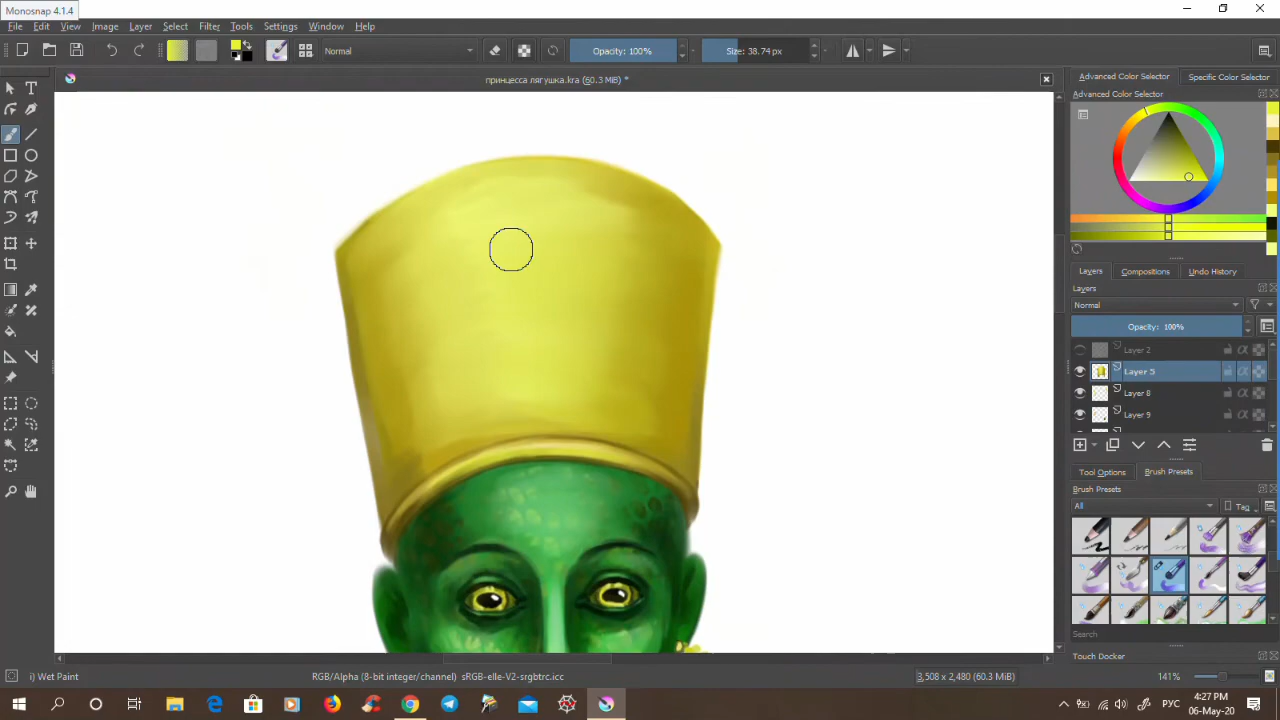 Monosnap 4.1.4
File Edit View Image Layer Select Filter Tools Settings Window Help
Normal Opacity: 100% Size: 38.74 px
принцесса лягушка.kra (60.3 MiB) *
Advanced Color Selector Specific Color Selector
Advanced Color Selector
Layers Compositions Undo History
Layers
Normal
Opacity: 100%
Layer 2
Layer 5
Layer 8
Layer 9
Tool Options Brush Presets
Brush Presets
All Tag
Search
Touch Docker
i) Wet Paint RGB/Alpha (8-bit integer/channel) sRGB-elle-V2-srgbtrc.icc 3,508 x 2,480 (60.3 MiB) 141%
РУС
4:27 PM
06-May-20